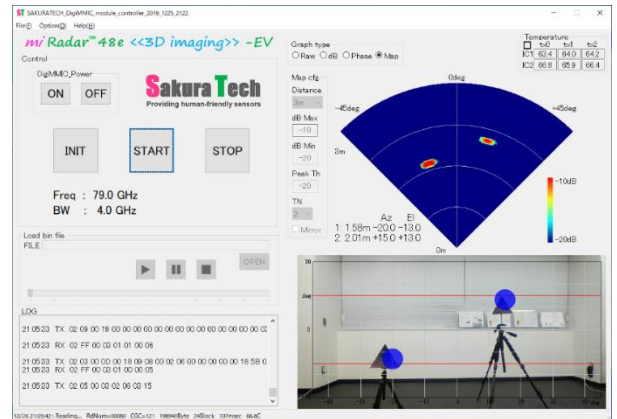 SAKURATECH_DigiMMIC_module_controller_2019_1225_2122
File(F) Option(O) Help(H)
miRadar™48e <<3D imaging>> -EV
Control
DigiMMIC_Power
ON OFF
Sakura Tech
Providing human-friendly sensors
INIT START STOP
Freq : 79.0 GHz
BW : 4.0 GHz
Load bin file
FILE
OPEN
LOG
21:05:33 TX 02 09 00 19 00 00 00 00 00 00 00 00 00 00 00 00 00
21:05:33 RX 02 FF 00 03 01 01 00 06
21:05:33 TX 02 03 00 0D 00 18 09 08 00 02 06 00 00 00 00 00 18 5B 0
21:05:33 RX 02 FF 00 03 01 00 00 05
21:05:33 TX 02 05 00 03 02 06 03 15
Graph type
Raw dB Phase Map
Temperature
IC1 63.4 64.0 64.2
IC2 66.8 65.9 66.4
Map cfg
Distance
3m
dB Max
-10
dB Min
-20
Peak Th
-20
TN
2
Mirror
0deg
-45deg
+45deg
3m
0m
-10dB
-20dB
Az El
1: 1.58m -20.0 -13.0
2: 2.01m +15.0 +13.0